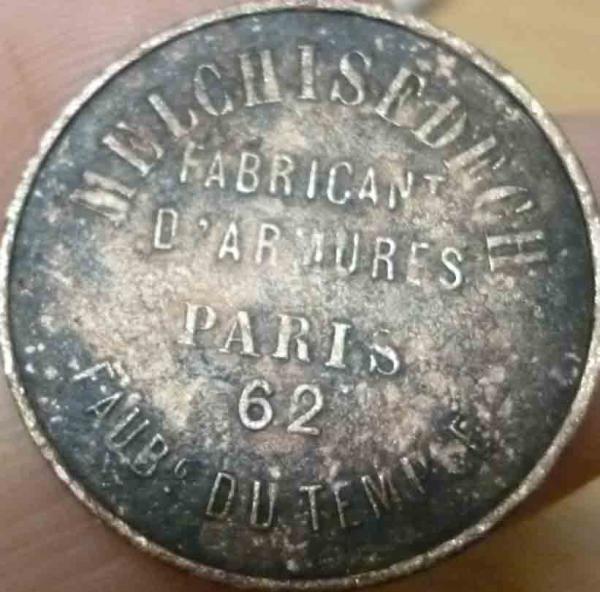 MELCHISEDECH
FABRICANT
D'ARMURES
PARIS
62
FAUBG DU TEMPLE